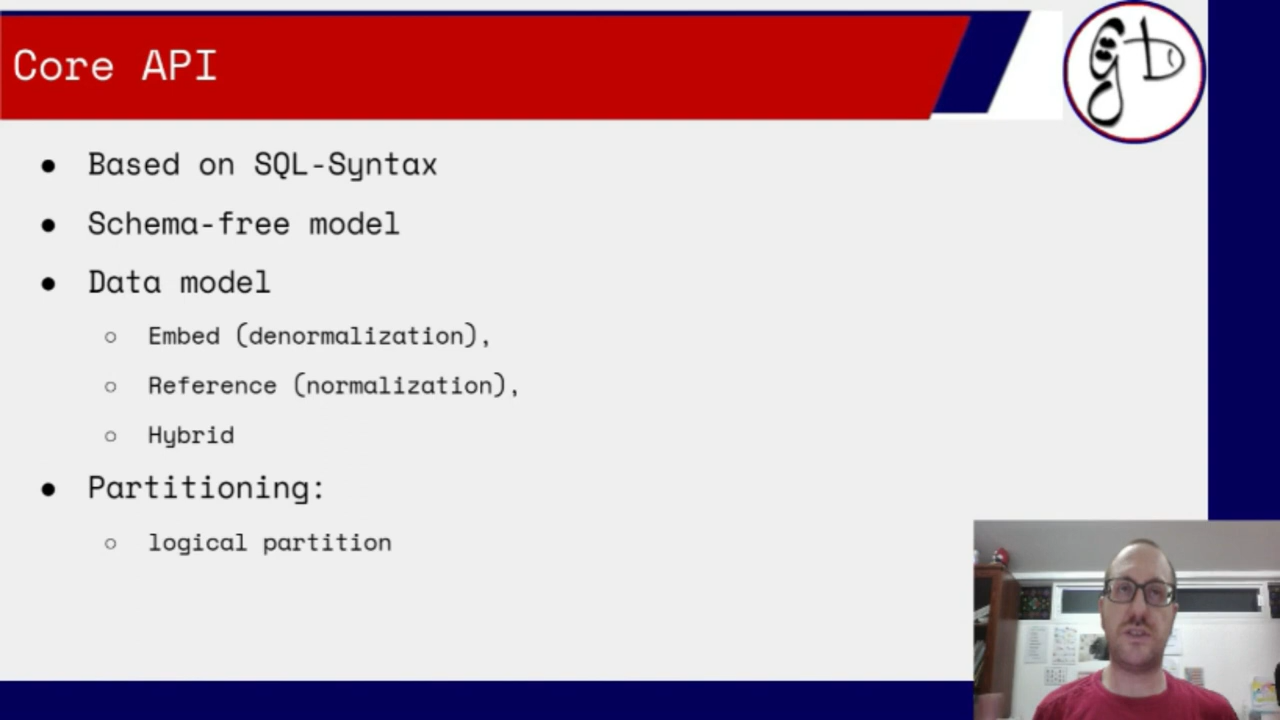 Core API
● Based on SQL-Syntax
● Schema-free model
● Data model
○ Embed (denormalization),
○ Reference (normalization),
○ Hybrid
● Partitioning:
○ logical partition